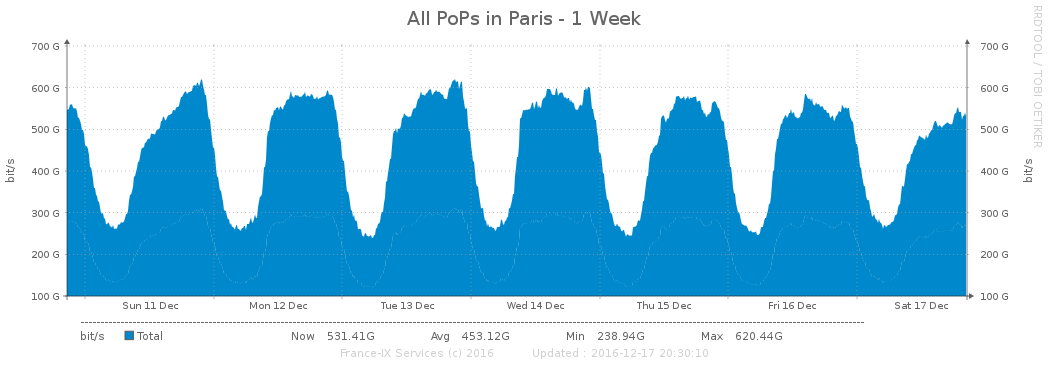 All PoPs in Paris - 1 Week
RRDTOOL / TOBI OETIKER
700 G 700 G
600 G 600 G
500 G 500 G
400 G 400 G
300 G 300 G
200 G 200 G
100 G 100 G
bit/s bit/s
Sun 11 Dec Mon 12 Dec Tue 13 Dec Wed 14 Dec Thu 15 Dec Fri 16 Dec Sat 17 Dec
bit/s Total Now 531.41G Avg 453.12G Min 238.94G Max 620.44G
France-IX Services (c) 2016 Updated : 2016-12-17 20:30:10